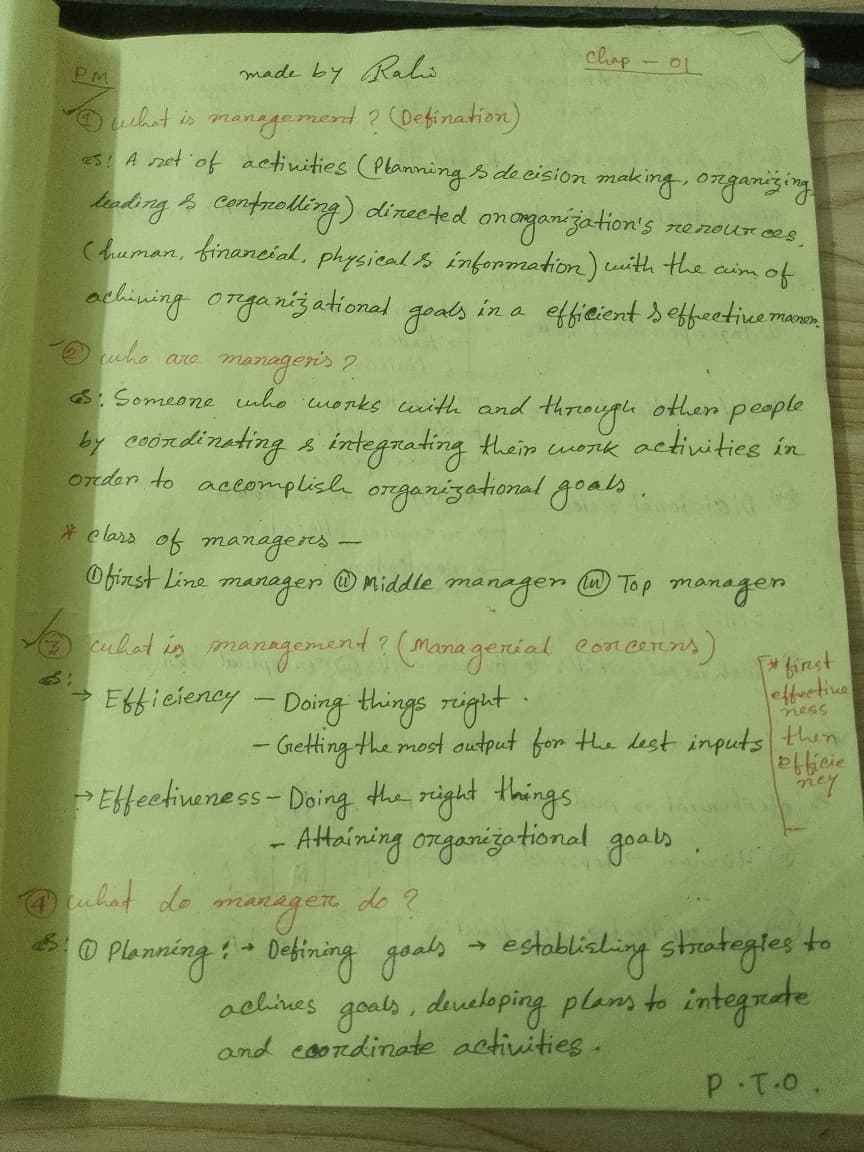 PM
made by Rahi
Chap - 01
① What is management? (Defination)
A set of activities (Planning & decision making, organizing
leading & controlling) directed on organization's resources,
(human, financial, physical & information) with the aim of
achiving organizational goals in a efficient & effective manner.
② who are managers?
Someone who works with and through other people
by coordinating & integrating their work activities in
order to accomplish organizational goals.
* Class of managers —
① first Line manager ⑪ Middle manager ⑪⑪ Top manager
③ what is management? (Managerial concerns)
→ Efficiency — Doing things right.
— Getting the most output for the lest inputs
→ Effectiveness — Doing the right things
— Attaining organizational goals.
* first
effective
ness
then
efficie
ncy
④ what do manager do?
① Planning: → Defining goals → establishing strategies to
achives goals, developing plans to integrate
and coordinate activities.
P.T.O.